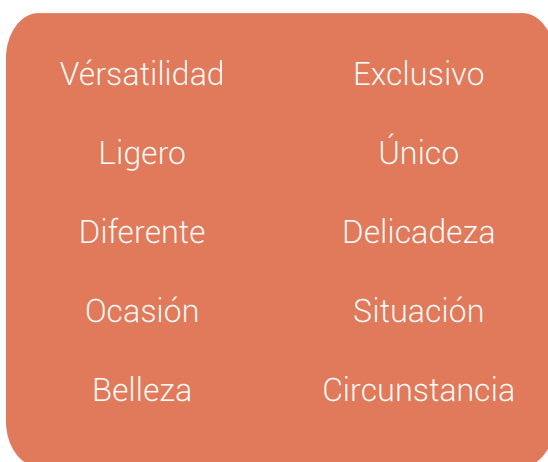 Vérsatilidad
Ligero
Diferente
Ocasión
Belleza
Exclusivo
Único
Delicadeza
Situación
Circunstancia